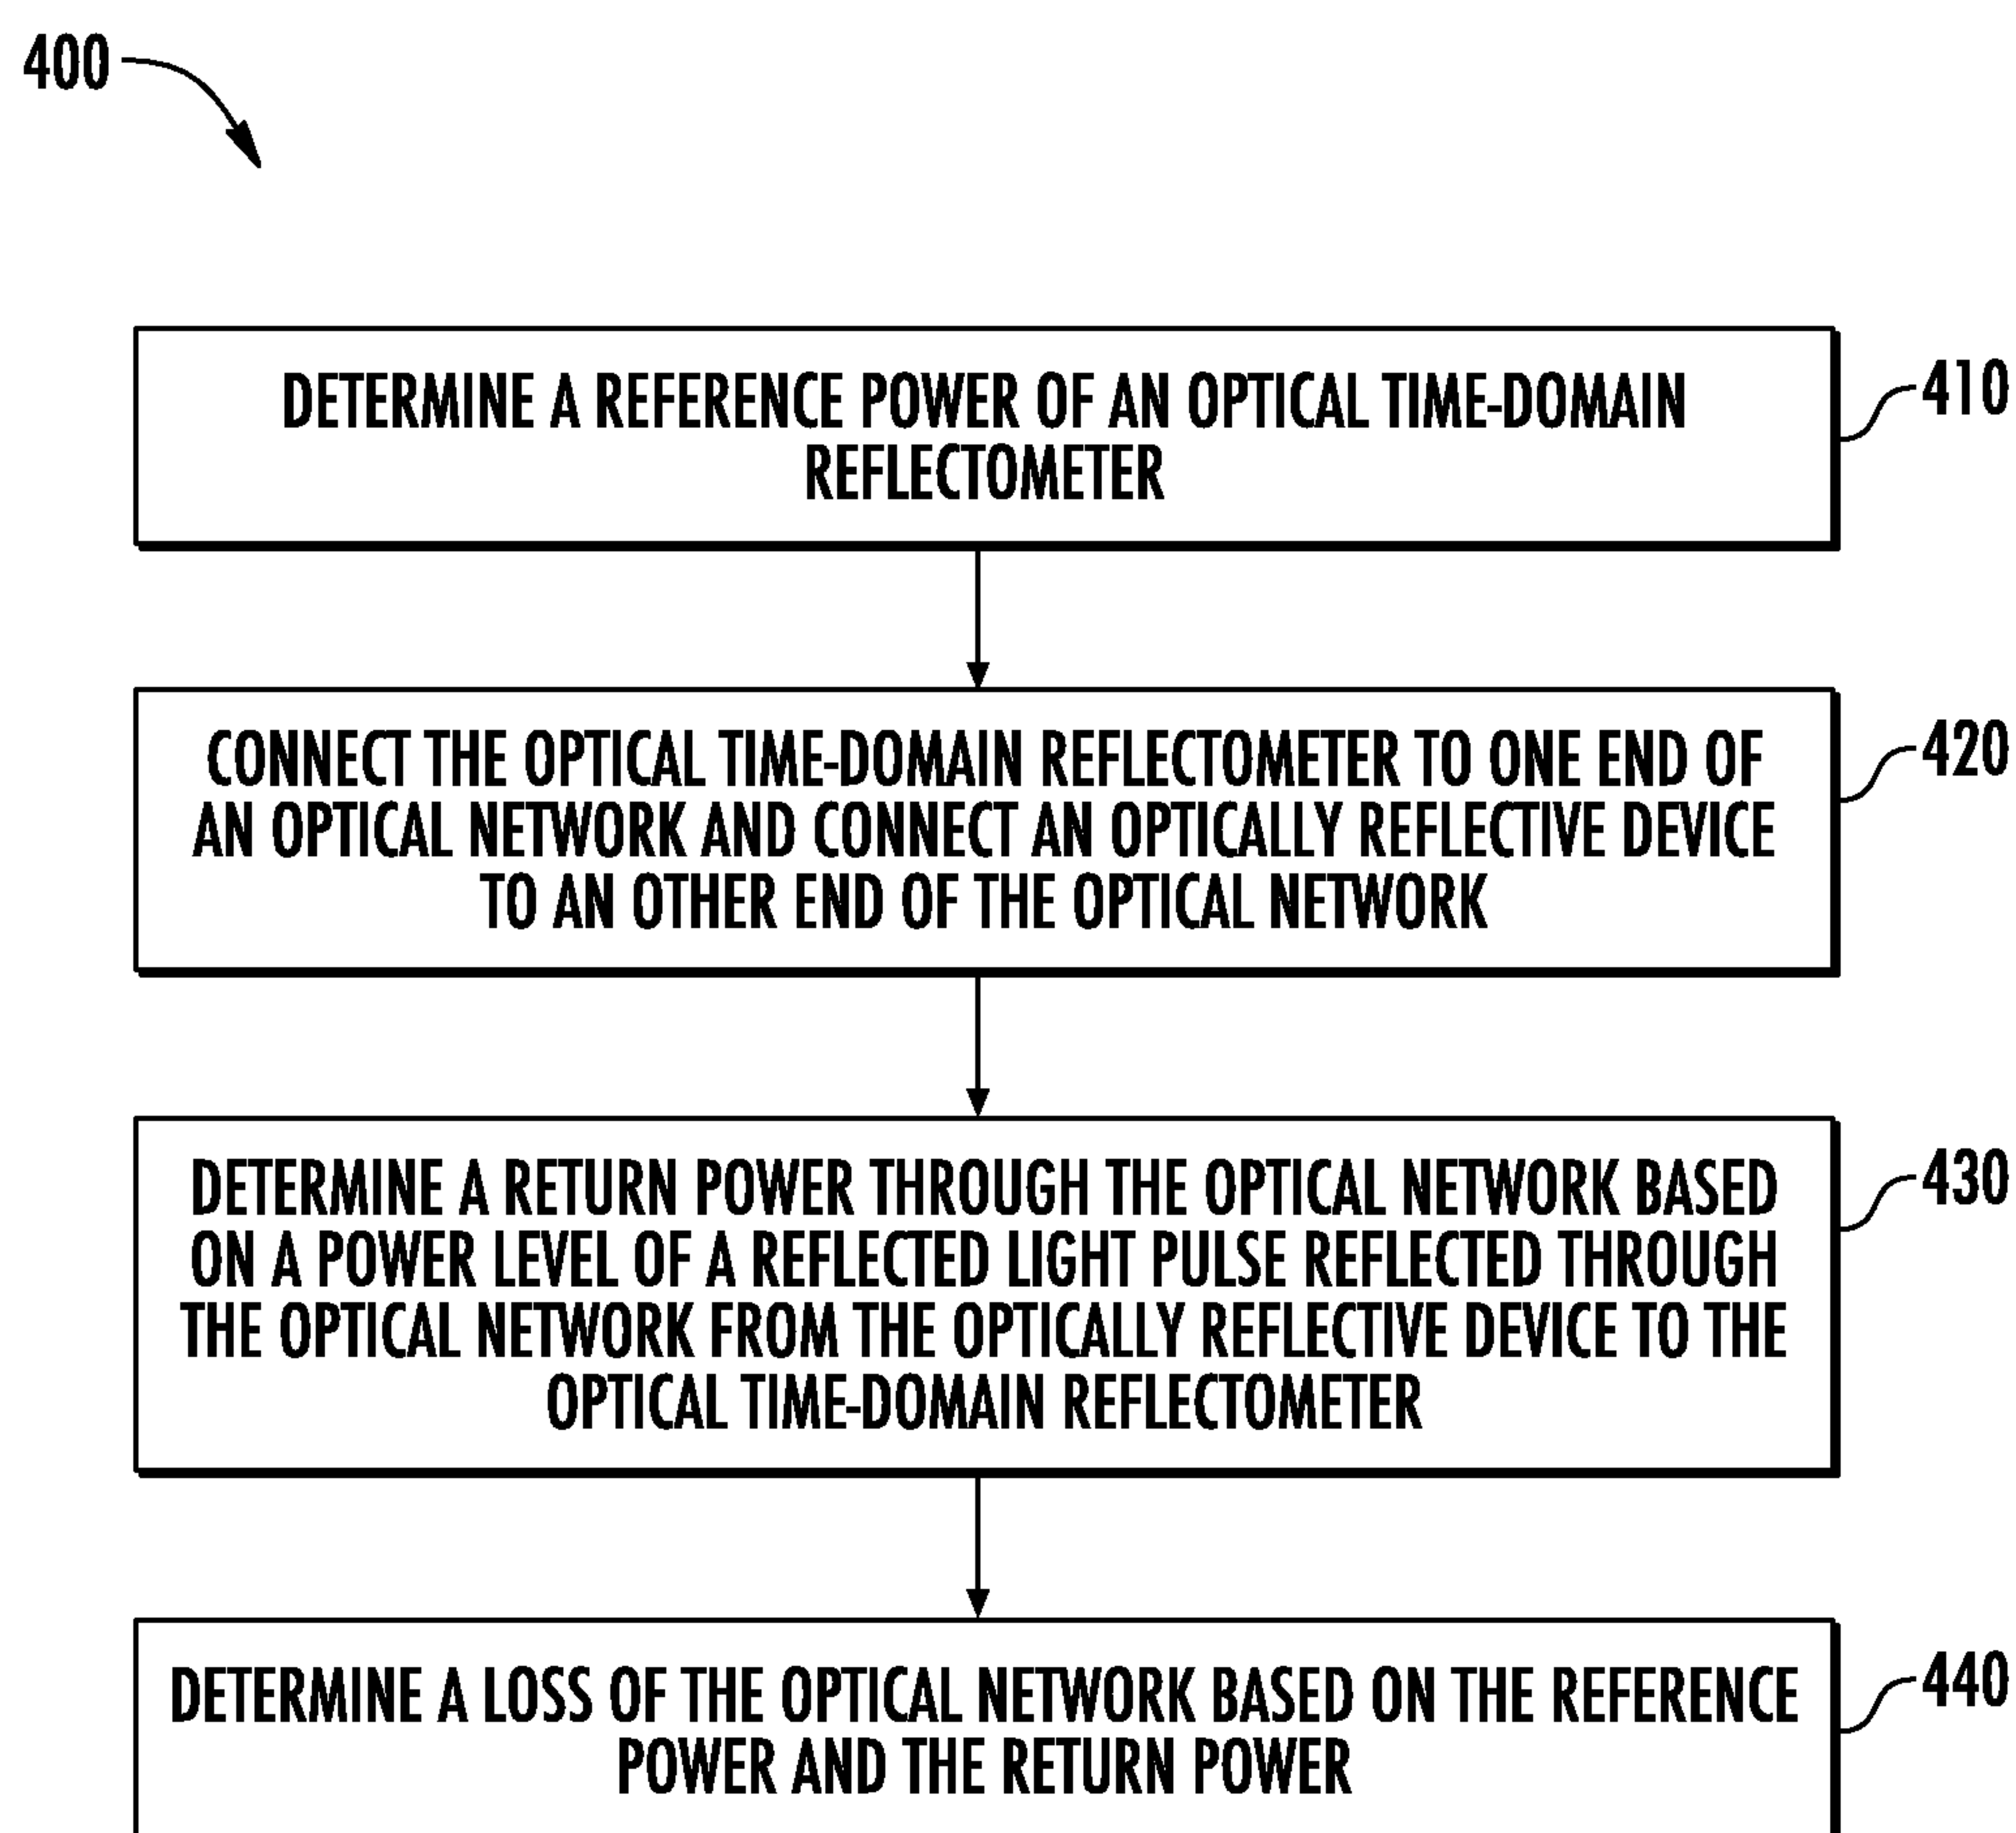 400
DETERMINE A REFERENCE POWER OF AN OPTICAL TIME-DOMAIN
REFLECTOMETER
410
CONNECT THE OPTICAL TIME-DOMAIN REFLECTOMETER TO ONE END OF
AN OPTICAL NETWORK AND CONNECT AN OPTICALLY REFLECTIVE DEVICE
TO AN OTHER END OF THE OPTICAL NETWORK
420
DETERMINE A RETURN POWER THROUGH THE OPTICAL NETWORK BASED
ON A POWER LEVEL OF A REFLECTED LIGHT PULSE REFLECTED THROUGH
THE OPTICAL NETWORK FROM THE OPTICALLY REFLECTIVE DEVICE TO THE
OPTICAL TIME-DOMAIN REFLECTOMETER
430
DETERMINE A LOSS OF THE OPTICAL NETWORK BASED ON THE REFERENCE
POWER AND THE RETURN POWER
440